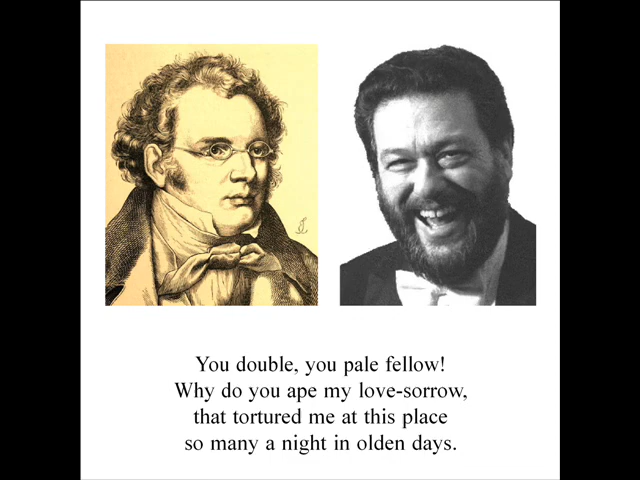 You double, you pale fellow!
Why do you ape my love-sorrow,
that tortured me at this place
so many a night in olden days.